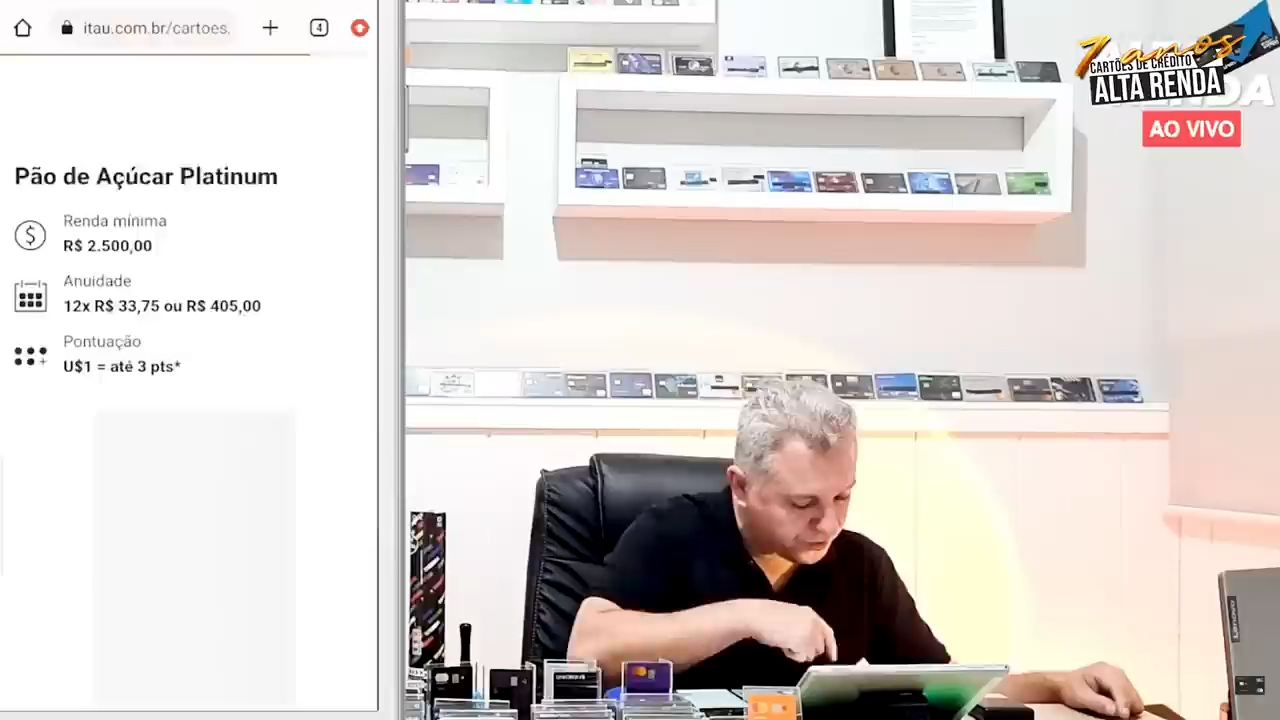 itau.com.br/cartoes.
4
Pão de Açúcar Platinum
Renda mínima
R$ 2.500,00
Anuidade
12x R$ 33,75 ou R$ 405,00
Pontuação
U$1 = até 3 pts*
7 anos
CARTÕES DE CRÉDITO
ALTA RENDA
AO VIVO
Lenovo